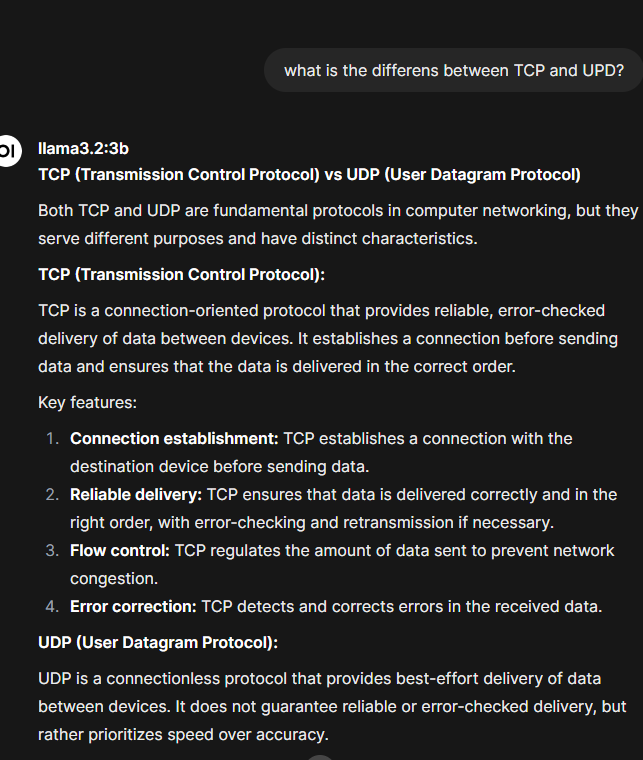 what is the differens between TCP and UPD?
OI
llama3.2:3b
TCP (Transmission Control Protocol) vs UDP (User Datagram Protocol)
Both TCP and UDP are fundamental protocols in computer networking, but they
serve different purposes and have distinct characteristics.
TCP (Transmission Control Protocol):
TCP is a connection-oriented protocol that provides reliable, error-checked
delivery of data between devices. It establishes a connection before sending
data and ensures that the data is delivered in the correct order.
Key features:
1. Connection establishment: TCP establishes a connection with the
destination device before sending data.
2. Reliable delivery: TCP ensures that data is delivered correctly and in the
right order, with error-checking and retransmission if necessary.
3. Flow control: TCP regulates the amount of data sent to prevent network
congestion.
4. Error correction: TCP detects and corrects errors in the received data.
UDP (User Datagram Protocol):
UDP is a connectionless protocol that provides best-effort delivery of data
between devices. It does not guarantee reliable or error-checked delivery, but
rather prioritizes speed over accuracy.